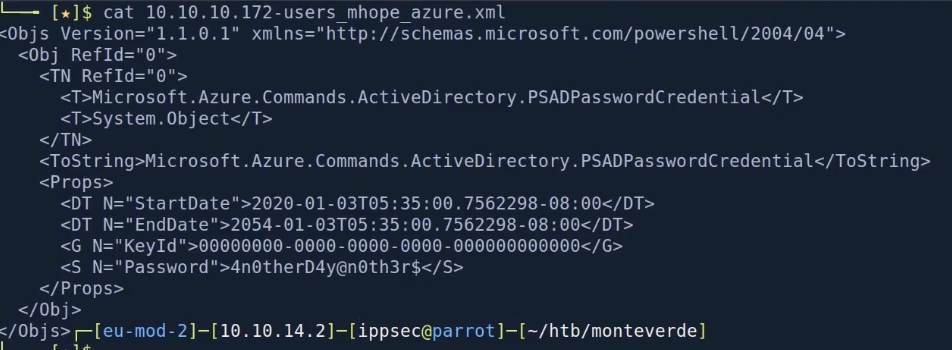 └──╼ [★]$ cat 10.10.10.172-users_mhope_azure.xml
<Objs Version="1.1.0.1" xmlns="http://schemas.microsoft.com/powershell/2004/04">
  <Obj RefId="0">
    <TN RefId="0">
      <T>Microsoft.Azure.Commands.ActiveDirectory.PSADPasswordCredential</T>
      <T>System.Object</T>
    </TN>
    <ToString>Microsoft.Azure.Commands.ActiveDirectory.PSADPasswordCredential</ToString>
    <Props>
      <DT N="StartDate">2020-01-03T05:35:00.7562298-08:00</DT>
      <DT N="EndDate">2054-01-03T05:35:00.7562298-08:00</DT>
      <G N="KeyId">00000000-0000-0000-0000-000000000000</G>
      <S N="Password">4n0therD4y@n0th3r$</S>
    </Props>
  </Obj>
</Objs>┌─[eu-mod-2]─[10.10.14.2]─[ippsec@parrot]─[~/htb/monteverde]